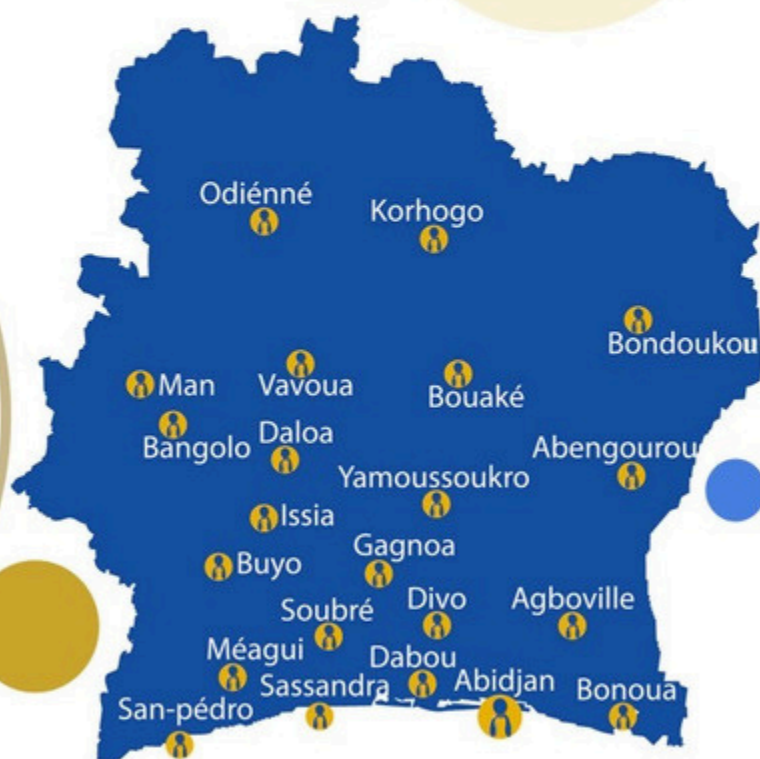 Odiénné
Korhogo
Bondoukou
Man
Vavoua
Bouaké
Bangolo
Daloa
Abengourou
Yamoussoukro
Issia
Gagnoa
Buyo
Soubré
Divo
Agboville
Méagui
Dabou
Sassandra
Abidjan
Bonoua
San-pédro